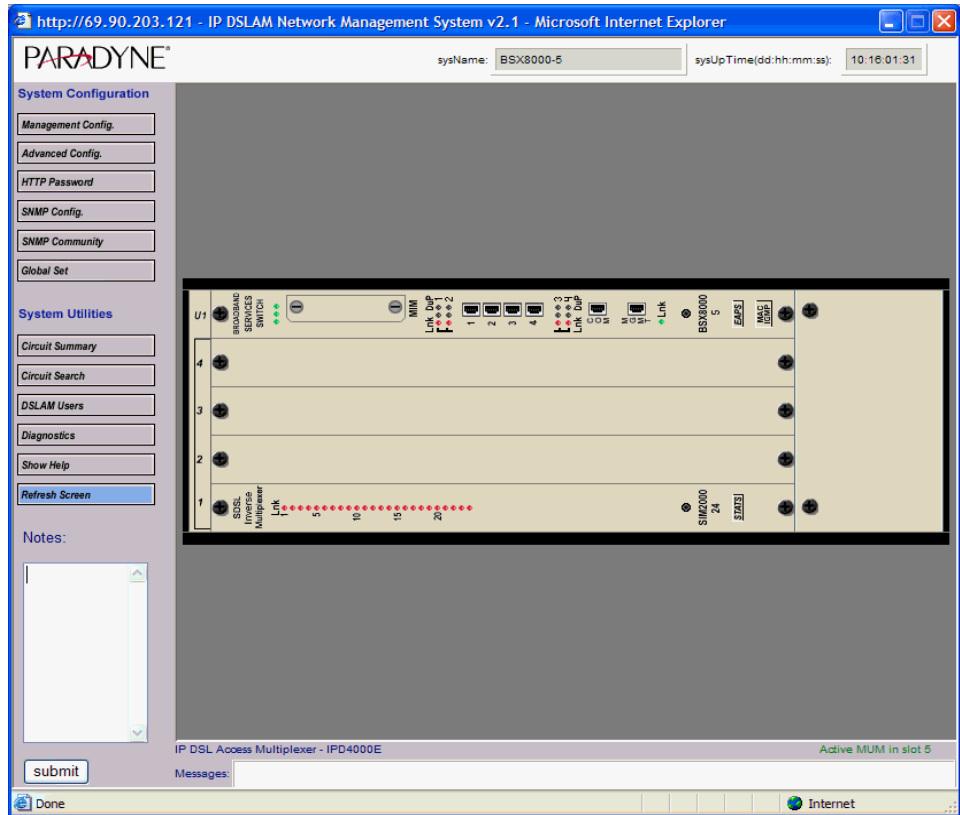 http://69.90.203.121 - IP DSLAM Network Management System v2.1 - Microsoft Internet Explorer
PARADYNE®
sysName: BSX8000-5
sysUpTime(dd:hh:mm:ss): 10:16:01:31
System Configuration
Management Config.
Advanced Config.
HTTP Password
SNMP Config.
SNMP Community
Global Set
System Utilities
Circuit Summary
Circuit Search
DSLAM Users
Diagnostics
Show Help
Refresh Screen
Notes:
submit
U1
BROADBAND
SERVICES
SWITCH
MIM
Lnk DuP
1
2
1
2
3
4
3
4
Lnk DuP
COM
MGMT
Lnk
BSX8000
5
EAPS
MAC
IGMP
4
3
2
1
SDSL
Inverse
Multiplexer
Lnk
1
5
10
15
20
SIM2000
24
STATS
IP DSL Access Multiplexer - IPD4000E
Active MUM in slot 5
Messages:
Done
Internet